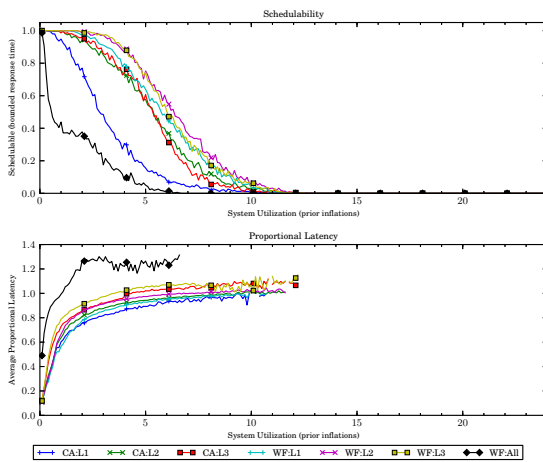 Schedulability
1.0
0.8
0.6
0.4
0.2
0.0
Schedulable (bounded response time)
0 5 10 15 20
System Utilization (prior inflations)
Proportional Latency
1.4
1.2
1.0
0.8
0.6
0.4
0.2
0.0
Average Proportional Latency
0 5 10 15 20
System Utilization (prior inflations)
CA:L1 CA:L2 CA:L3 WF:L1 WF:L2 WF:L3 WF:All